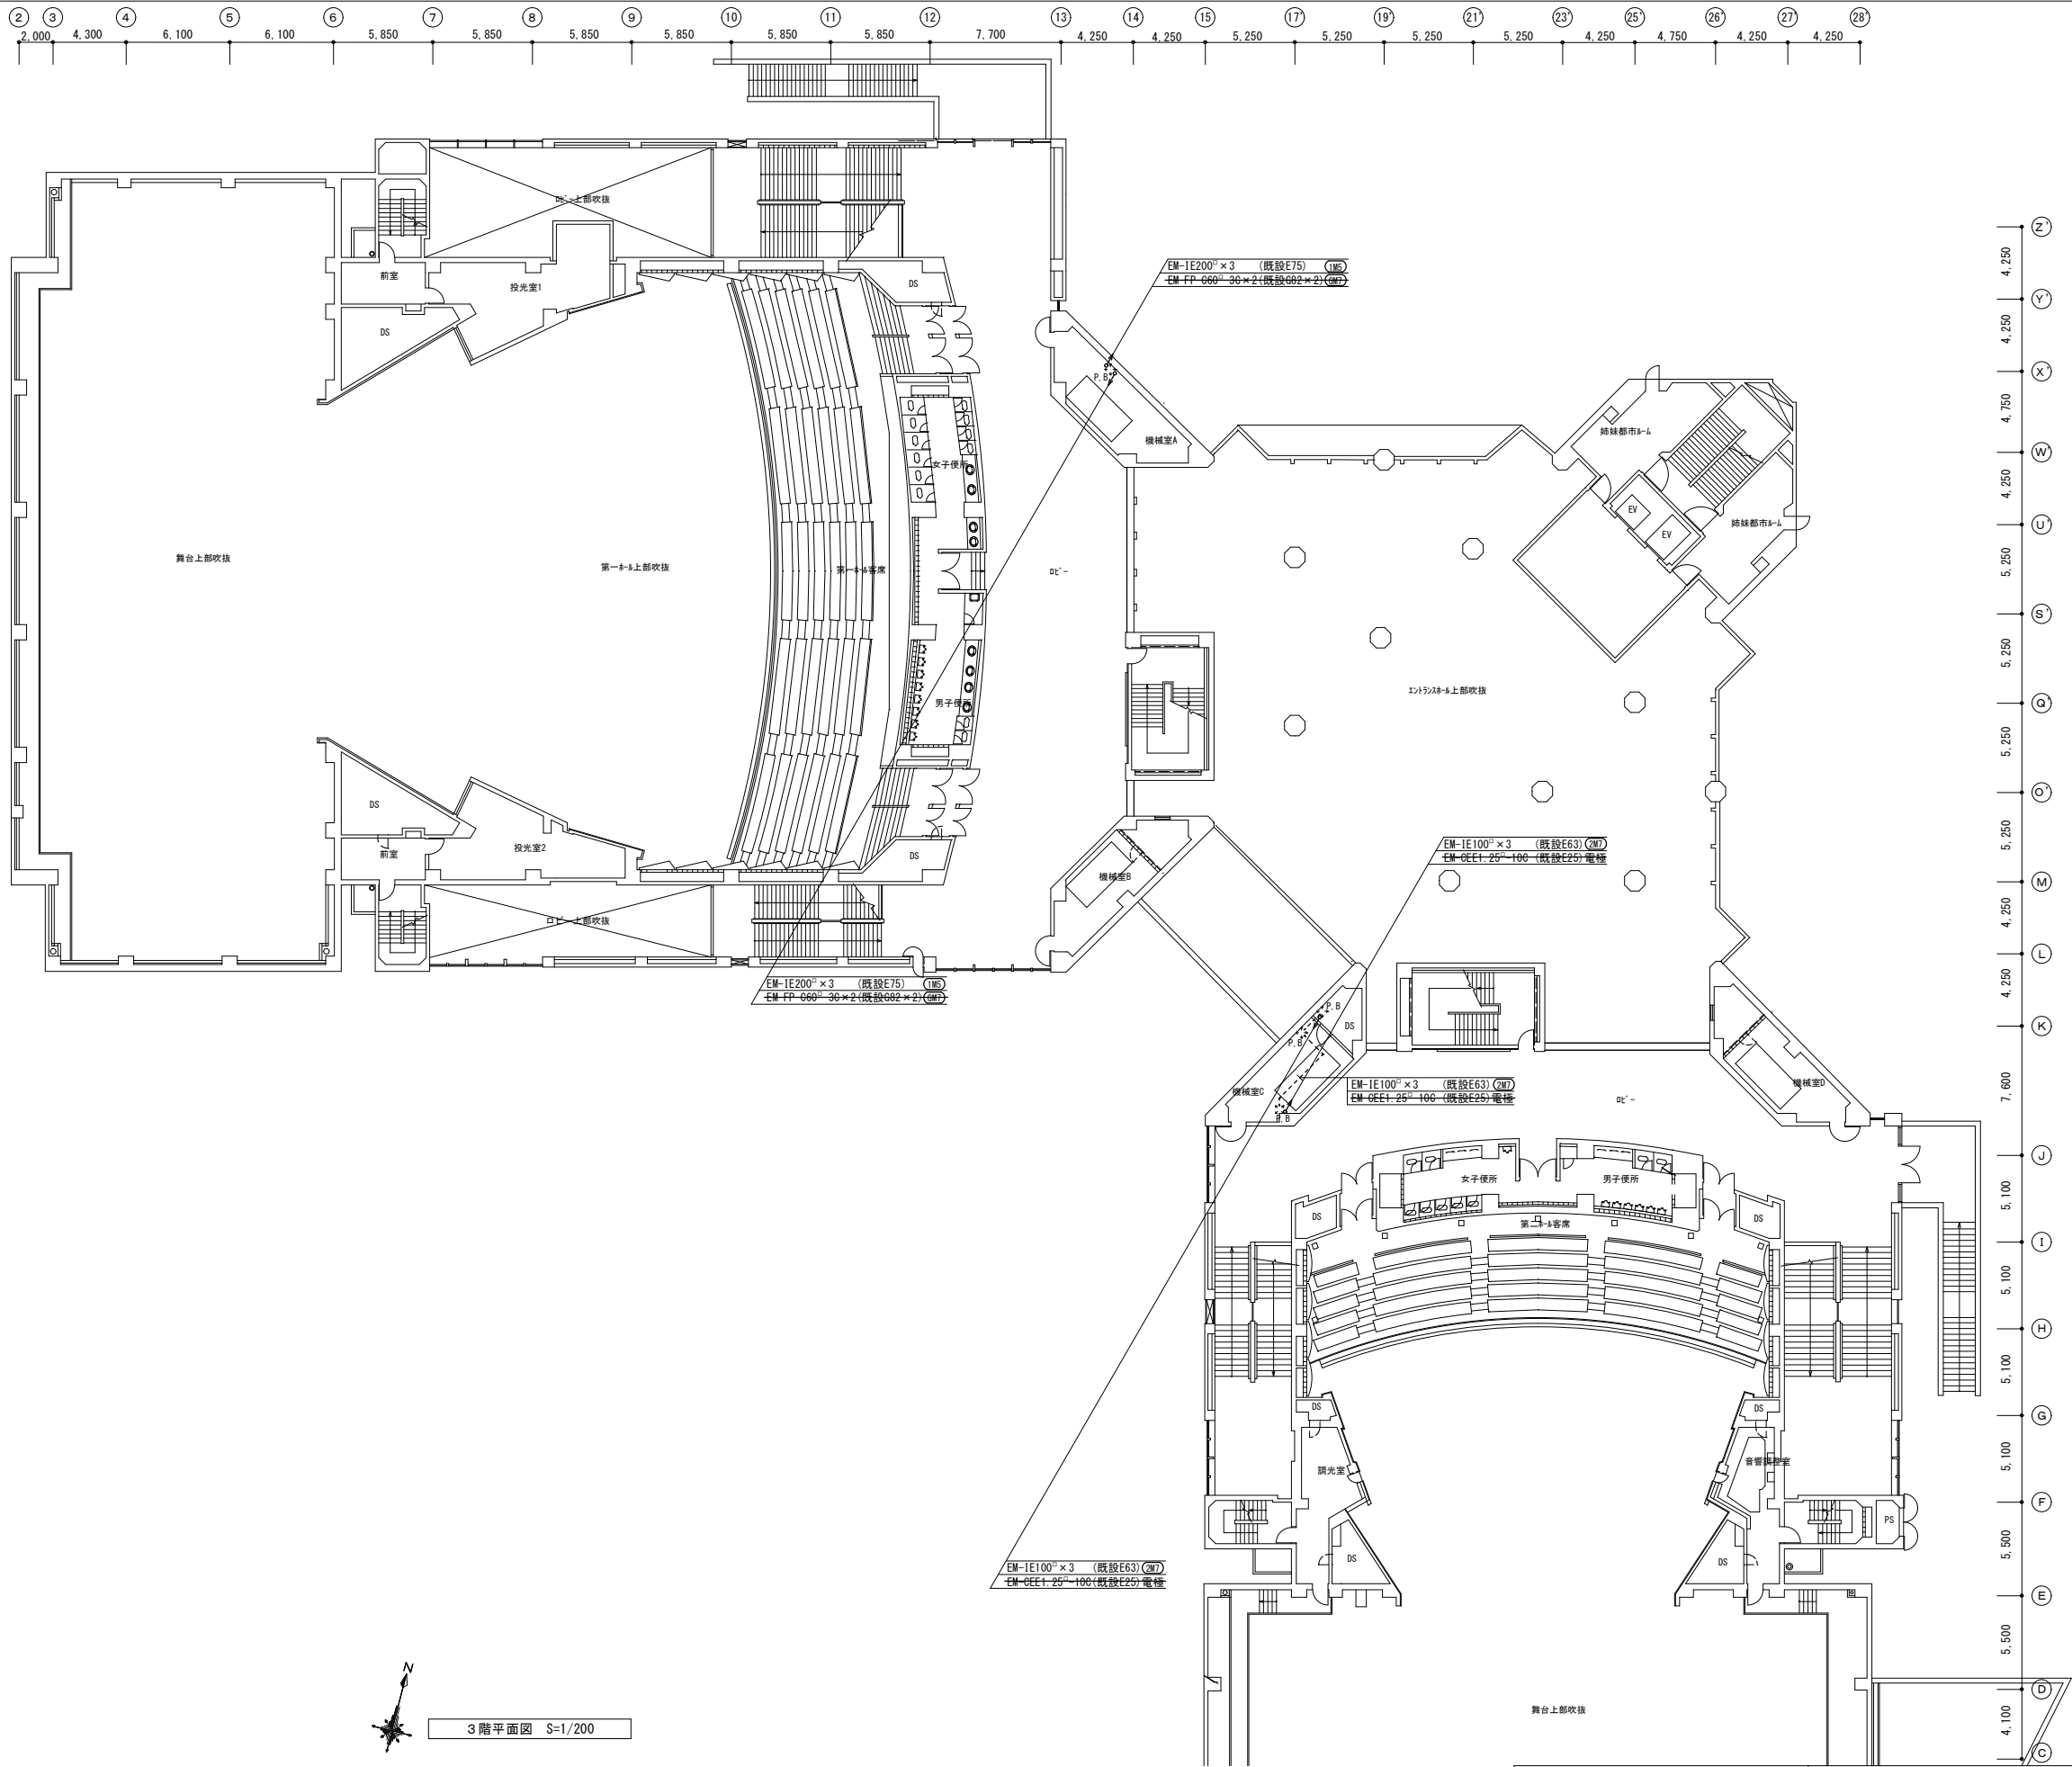 2 3 4 5 6 7 8 9 10 11 12 13 14 15 17' 19' 21' 23' 25' 26' 27' 28'
2,000 4,300 6,100 6,100 5,850 5,850 5,850 5,850 5,850 5,850 7,700 4,250 4,250 5,250 5,250 5,250 5,250 4,250 4,750 4,250 4,250
ロビー上部吹抜
Z'
4,250
EM-IE200□×3 (既設E75) 1M5
EM-FP-C60□-3C×2(既設G82×2) GM7
前室
投光室1
DS
DS
Y'
4,250
X'
P.B
4,750
機械室A
姉妹都市ルーム
W'
女子便所
4,250
EV
姉妹都市ルーム
U'
EV
舞台上部吹抜
第一ホール上部吹抜
第一ホール客席
ロビー
5,250
S'
5,250
エントランスホール上部吹抜
男子便所
Q'
5,250
O'
DS
5,250
EM-IE100□×3 (既設E63) 2M7
EM-CEE1.25□-10C (既設E25) 電極
投光室2
前室
DS
機械室B
M
ロビー上部吹抜
4,250
L
EM-IE200□×3 (既設E75) 1M5
EM-FP-C60□-3C×2(既設G82×2) GM7
4,250
P.B
DS
K
P.B
機械室C
EM-IE100□×3 (既設E63) 2M7
EM-CEE1.25□-10C (既設E25) 電極
機械室D
ロビー
7,600
P.B
J
女子便所
男子便所
5,100
DS
第二ホール客席
DS
I
5,100
H
5,100
DS
DS
G
調光室
音響調整室
5,100
F
PS
DS
DS
5,500
EM-IE100□×3 (既設E63) 2M7
EM-CEE1.25□-10C(既設E25) 電極
E
5,500
N
D
舞台上部吹抜
3階平面図 S=1/200
4,100
C